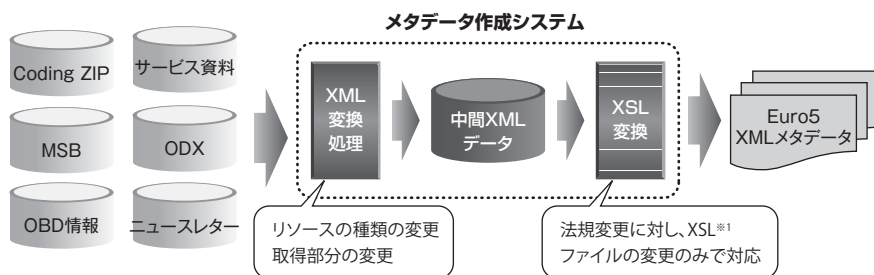 メタデータ作成システム
Coding ZIP
サービス資料
MSB
ODX
OBD情報
ニュースレター
XML
変換
処理
中間XML
データ
XSL
変換
Euro5
XMLメタデータ
リソースの種類の変更
取得部分の変更
法規変更に対し、XSL※1
ファイルの変更のみで対応